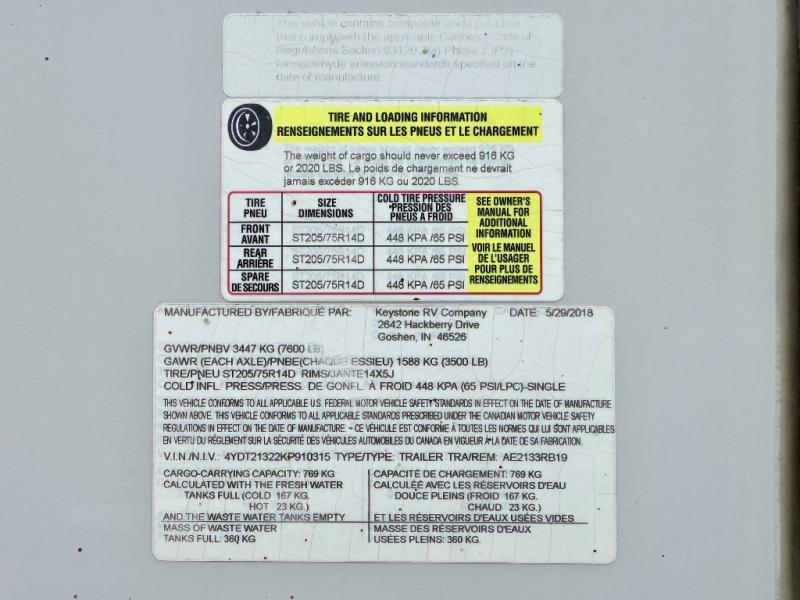 This vehicle contains composite wood product
that comply with the applicable California Code of
Regulations Section 93120 Phase 2 (P2)
formaldehyde emission standards specified on the
date of manufacture
TIRE AND LOADING INFORMATION
RENSEIGNEMENTS SUR LES PNEUS ET LE CHARGEMENT
The weight of cargo should never exceed 916 KG
or 2020 LBS. Le poids de chargement ne devrait
jamais excéder 916 KG ou 2020 LBS.
TIRE PNEU SIZE DIMENSIONS COLD TIRE PRESSURE PRESSION DES PNEUS À FROID
FRONT AVANT ST205/75R14D 448 KPA /65 PSI
REAR ARRIÈRE ST205/75R14D 448 KPA /65 PSI
SPARE DE SECOURS ST205/75R14D 448 KPA /65 PSI
SEE OWNER'S
MANUAL FOR
ADDITIONAL
INFORMATION
VOIR LE MANUEL
DE L'USAGER
POUR PLUS DE
RENSEIGNEMENTS
MANUFACTURED BY/FABRIQUÉ PAR: Keystone RV Company DATE: 5/29/2018
2642 Hackberry Drive
Goshen, IN 46526
GVWR/PNBV 3447 KG (7600 LB)
GAWR (EACH AXLE)/PNBE(CHAQUE ESSIEU) 1588 KG (3500 LB)
TIRE/PNEU ST205/75R14D RIMS/JANTE14X5J
COLD INFL. PRESS/PRESS. DE GONFL À FROID 448 KPA (65 PSI/LPC)-SINGLE
THIS VEHICLE CONFORMS TO ALL APPLICABLE U.S. FEDERAL MOTOR VEHICLE SAFETY STANDARDS IN EFFECT ON THE DATE OF MANUFACTURE
SHOWN ABOVE. THIS VEHICLE CONFORMS TO ALL APPLICABLE STANDARDS PRESCRIBED UNDER THE CANADIAN MOTOR VEHICLE SAFETY
REGULATIONS IN EFFECT ON THE DATE OF MANUFACTURE. - CE VÉHICULE EST CONFORME À TOUTES LES NORMES QUI LUI SONT APPLICABLES
EN VERTU DU RÉGLEMENT SUR LA SÉCURITÉ DES VÉHICULES AUTOMOBILES DU CANADA EN VIGUEUR À LA DATE DE SA FABRICATION.
V.I.N./N.I.V.: 4YDT21322KP910315 TYPE/TYPE: TRAILER TRA/REM: AE2133RB19
CARGO-CARRYING CAPACITY: 769 KG
CALCULATED WITH THE FRESH WATER
TANKS FULL (COLD 167 KG.
HOT 23 KG.)
AND THE WASTE WATER TANKS EMPTY
MASS OF WASTE WATER
TANKS FULL: 360 KG
CAPACITÉ DE CHARGEMENT: 769 KG
CALCULÉE AVEC LES RÉSERVOIRS D'EAU
DOUCE PLEINS (FROID 167 KG.
CHAUD 23 KG.)
ET LES RÉSERVOIRS D'EAUX USÉES VIDES
MASSE DES RÉSERVOIRS D'EAUX
USÉES PLEINS: 360 KG.